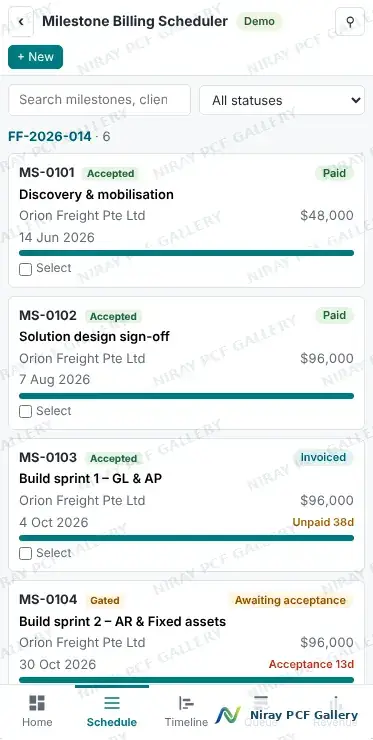 Milestone Billing Scheduler Demo
+ New
Search milestones, clien
All statuses
FF-2026-014 · 6
MS-0101 Accepted Paid
Discovery & mobilisation
Orion Freight Pte Ltd $48,000
14 Jun 2026
Select
MS-0102 Accepted Paid
Solution design sign-off
Orion Freight Pte Ltd $96,000
7 Aug 2026
Select
MS-0103 Accepted Invoiced
Build sprint 1 – GL & AP
Orion Freight Pte Ltd $96,000
4 Oct 2026 Unpaid 38d
Select
MS-0104 Gated Awaiting acceptance
Build sprint 2 – AR & Fixed assets
Orion Freight Pte Ltd $96,000
30 Oct 2026 Acceptance 13d
Home Schedule Timeline
Niray PCF Gallery
NIRAY PCF GALLERY